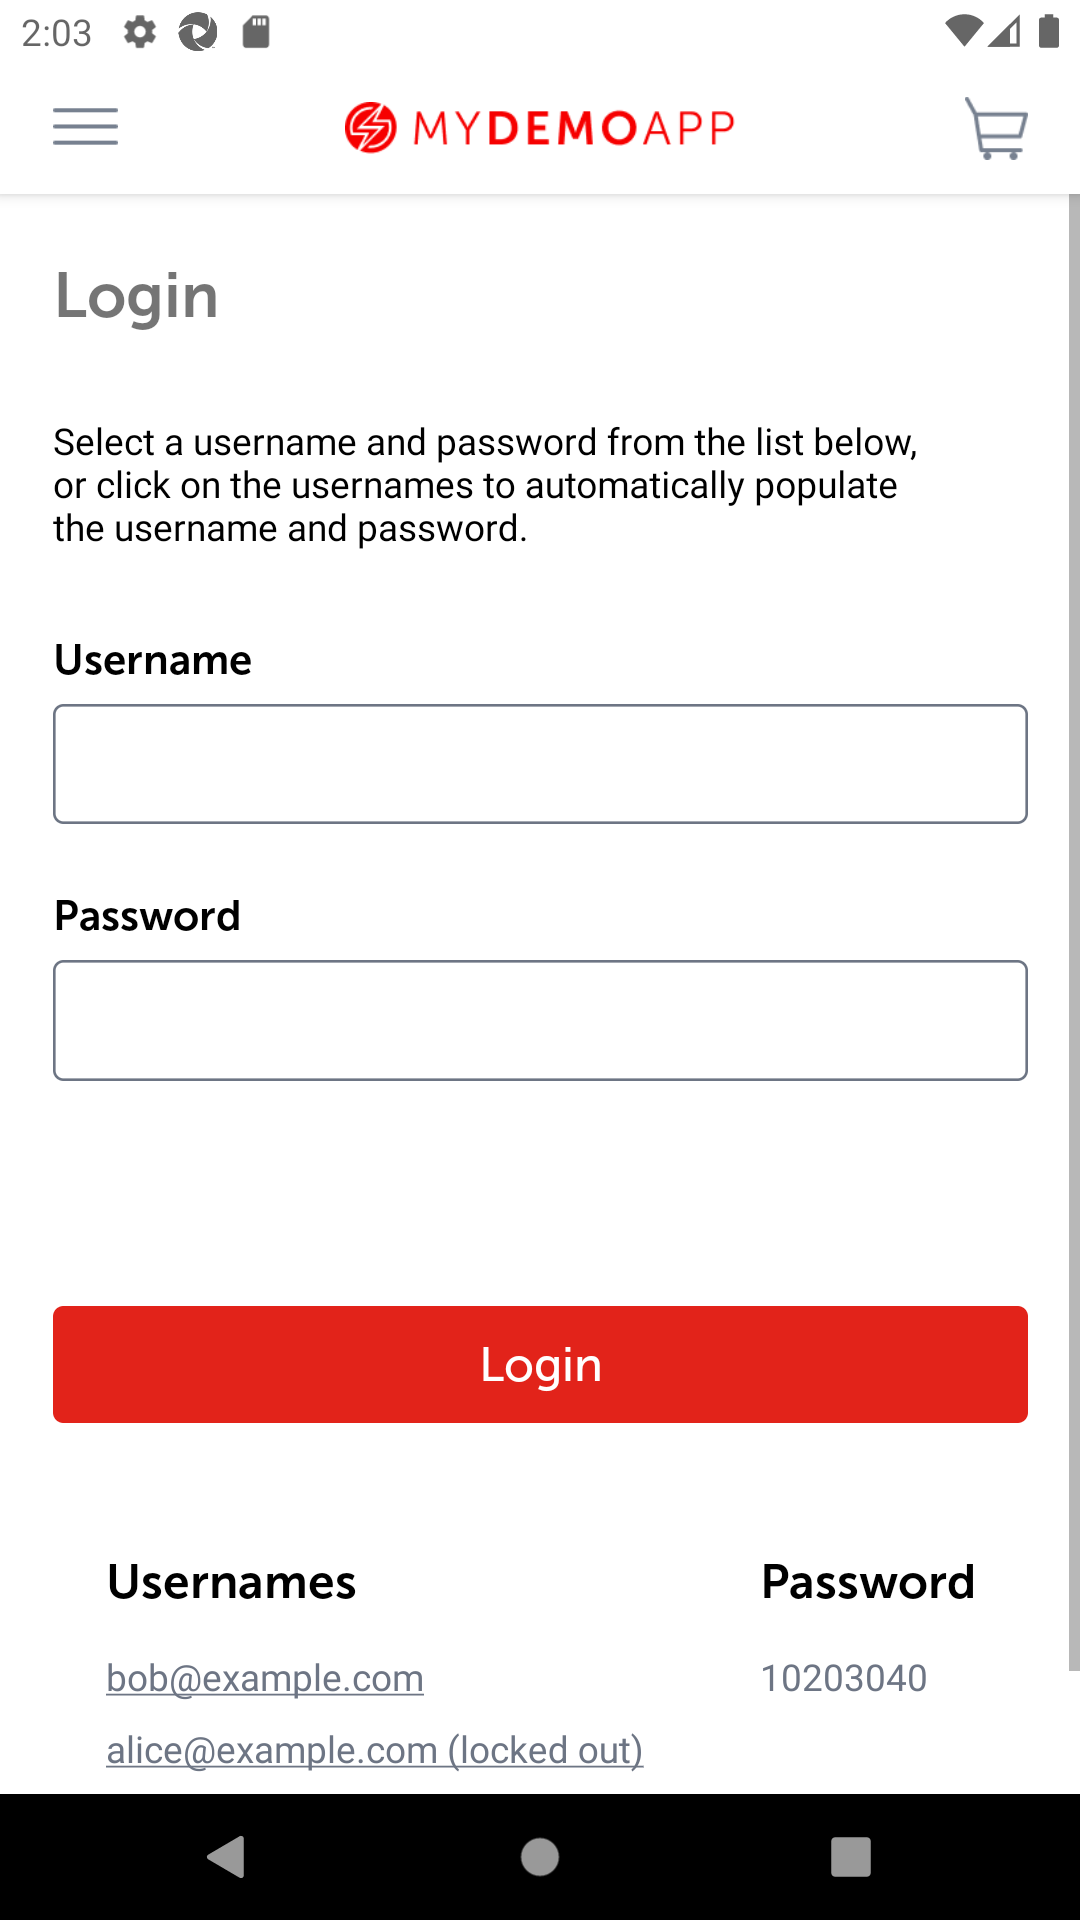 2:03
MYDEMOAPP
Login
Select a username and password from the list below,
or click on the usernames to automatically populate
the username and password.
Username
Password
Login
Usernames Password
bob@example.com 10203040
alice@example.com (locked out)